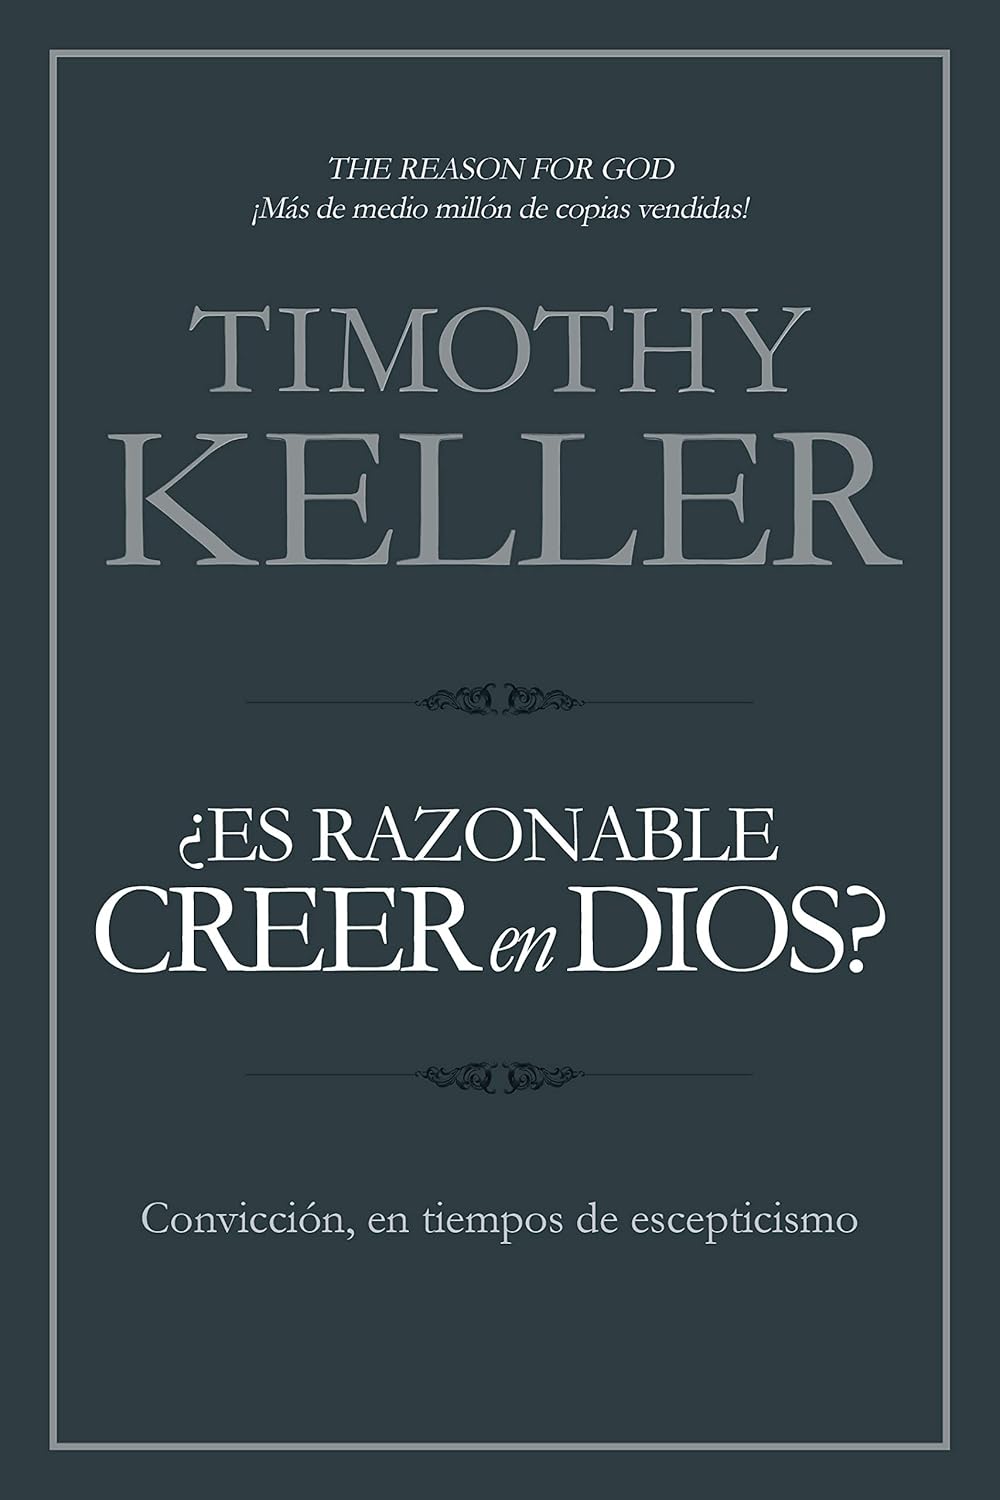 THE REASON FOR GOD
¡Más de medio millón de copias vendidas!
TIMOTHY
KELLER
¿ES RAZONABLE
CREER en DIOS?
Convicción, en tiempos de escepticismo